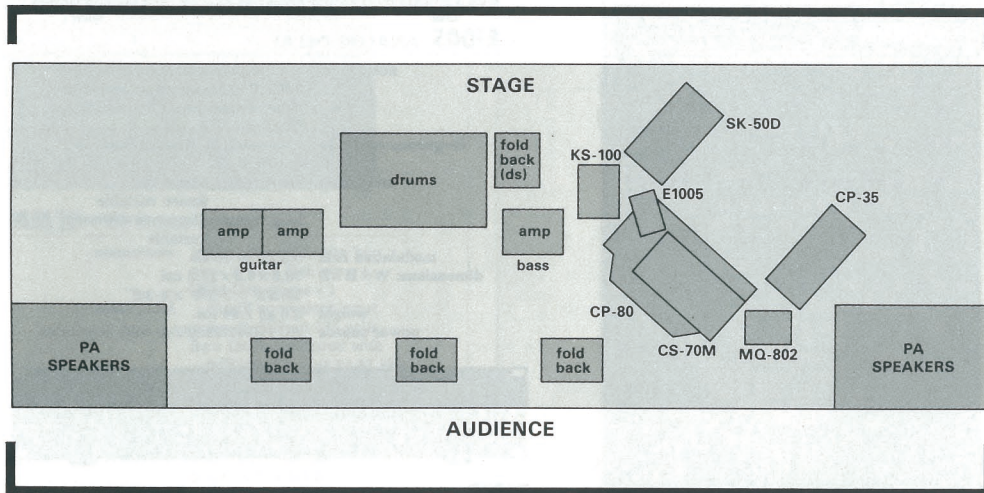 STAGE
SK-50D
fold
back
(ds)
KS-100
drums
E1005
CP-35
amp
amp
amp
guitar
bass
CP-80
PA
SPEAKERS
fold
back
fold
back
fold
back
CS-70M
MQ-802
PA
SPEAKERS
AUDIENCE